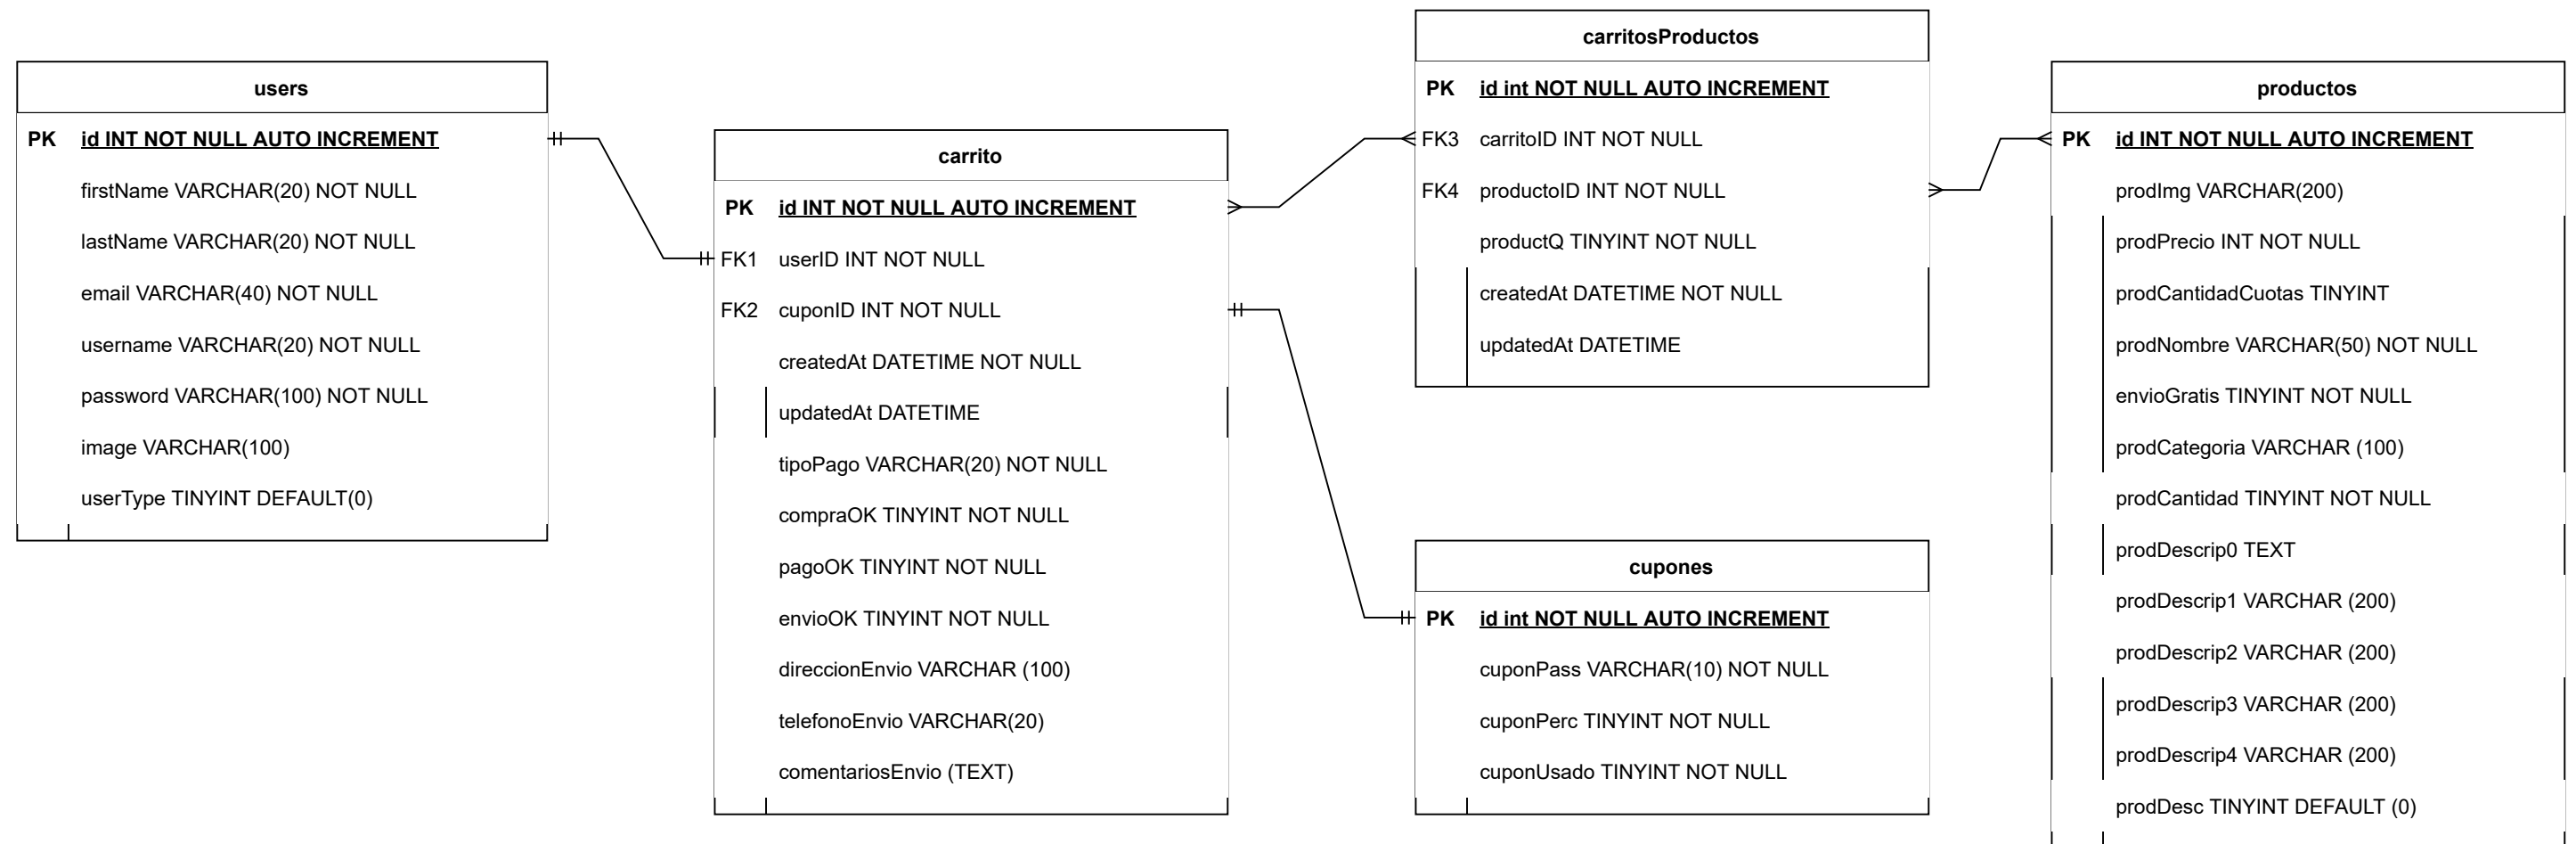 users
PK id INT NOT NULL AUTO INCREMENT
firstName VARCHAR(20) NOT NULL
lastName VARCHAR(20) NOT NULL
email VARCHAR(40) NOT NULL
username VARCHAR(20) NOT NULL
password VARCHAR(100) NOT NULL
image VARCHAR(100)
userType TINYINT DEFAULT(0)
carrito
PK id INT NOT NULL AUTO INCREMENT
FK1 userID INT NOT NULL
FK2 cuponID INT NOT NULL
createdAt DATETIME NOT NULL
updatedAt DATETIME
tipoPago VARCHAR(20) NOT NULL
compraOK TINYINT NOT NULL
pagoOK TINYINT NOT NULL
envioOK TINYINT NOT NULL
direccionEnvio VARCHAR (100)
telefonoEnvio VARCHAR(20)
comentariosEnvio (TEXT)
carritosProductos
PK id int NOT NULL AUTO INCREMENT
FK3 carritoID INT NOT NULL
FK4 productoID INT NOT NULL
productQ TINYINT NOT NULL
createdAt DATETIME NOT NULL
updatedAt DATETIME
cupones
PK id int NOT NULL AUTO INCREMENT
cuponPass VARCHAR(10) NOT NULL
cuponPerc TINYINT NOT NULL
cuponUsado TINYINT NOT NULL
productos
PK id INT NOT NULL AUTO INCREMENT
prodImg VARCHAR(200)
prodPrecio INT NOT NULL
prodCantidadCuotas TINYINT
prodNombre VARCHAR(50) NOT NULL
envioGratis TINYINT NOT NULL
prodCategoria VARCHAR (100)
prodCantidad TINYINT NOT NULL
prodDescrip0 TEXT
prodDescrip1 VARCHAR (200)
prodDescrip2 VARCHAR (200)
prodDescrip3 VARCHAR (200)
prodDescrip4 VARCHAR (200)
prodDesc TINYINT DEFAULT (0)